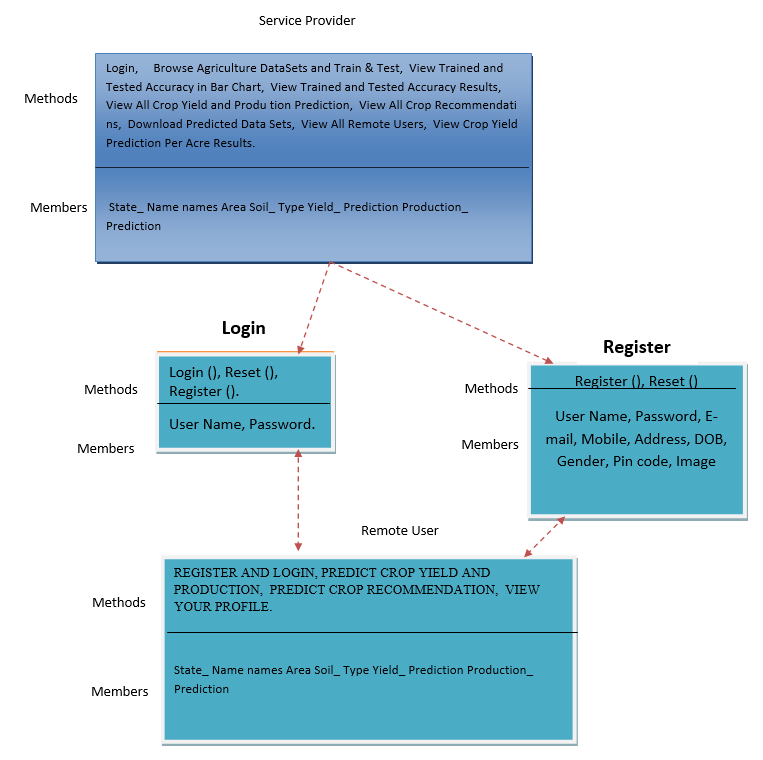 Service Provider
Methods
Login, Browse Agriculture DataSets and Train & Test, View Trained and
Tested Accuracy in Bar Chart, View Trained and Tested Accuracy Results,
View All Crop Yield and Produ tion Prediction, View All Crop Recommendati
ns, Download Predicted Data Sets, View All Remote Users, View Crop Yield
Prediction Per Acre Results.
Members
State_ Name names Area Soil_ Type Yield_ Prediction Production_
Prediction
Login
Methods
Login (), Reset (),
Register ().
Members
User Name, Password.
Register
Methods
Register (), Reset ()
Members
User Name, Password, E-
mail, Mobile, Address, DOB,
Gender, Pin code, Image
Remote User
Methods
REGISTER AND LOGIN, PREDICT CROP YIELD AND
PRODUCTION, PREDICT CROP RECOMMENDATION, VIEW
YOUR PROFILE.
Members
State_ Name names Area Soil_ Type Yield_ Prediction Production_
Prediction